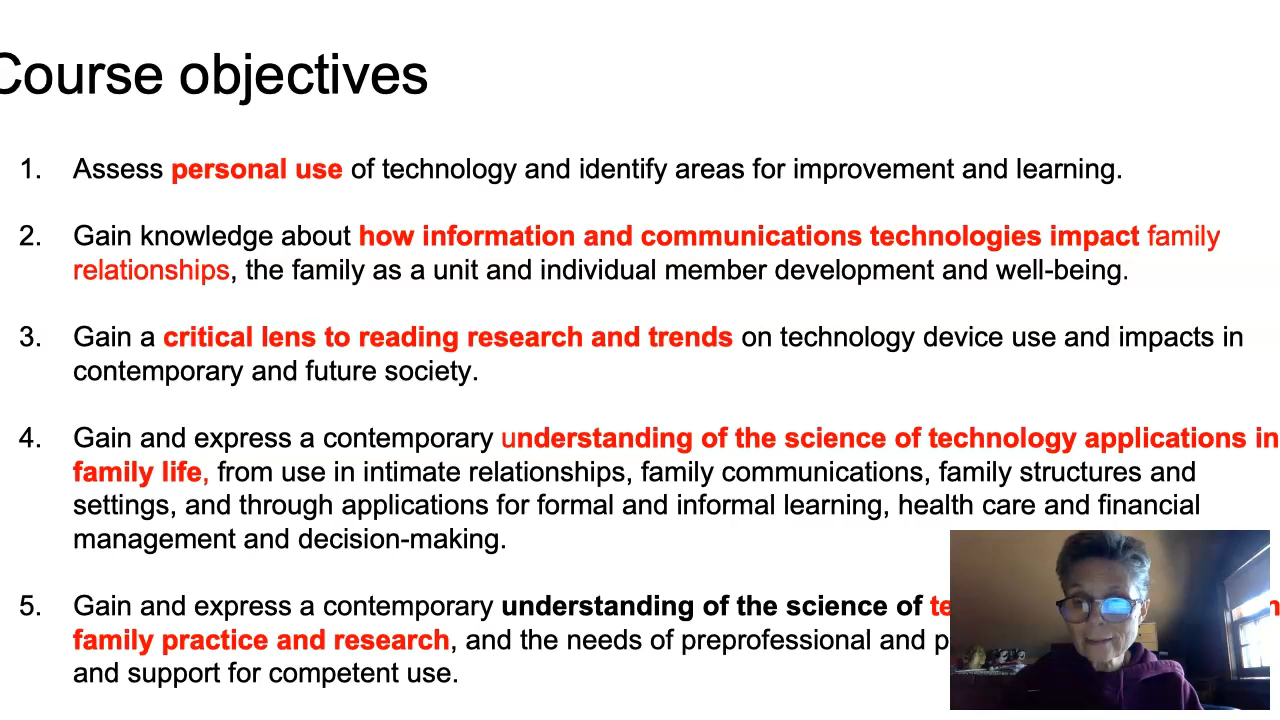 Course objectives
1. Assess personal use of technology and identify areas for improvement and learning.
2. Gain knowledge about how information and communications technologies impact family
relationships, the family as a unit and individual member development and well-being.
3. Gain a critical lens to reading research and trends on technology device use and impacts in
contemporary and future society.
4. Gain and express a contemporary understanding of the science of technology applications in
family life, from use in intimate relationships, family communications, family structures and
settings, and through applications for formal and informal learning, health care and financial
management and decision-making.
5. Gain and express a contemporary understanding of the science of
family practice and research, and the needs of preprofessional and
and support for competent use.